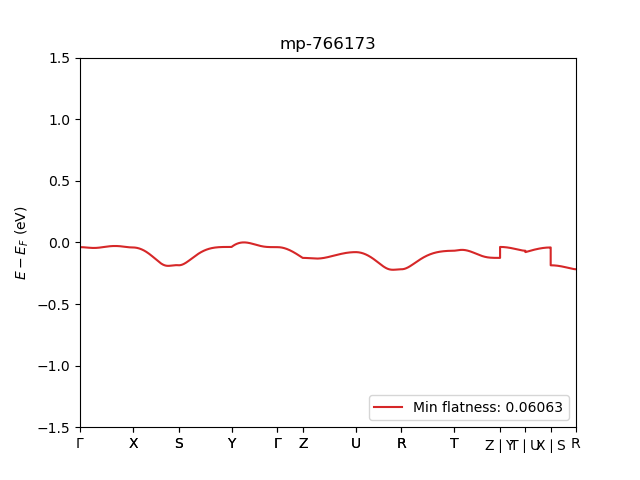 mp-766173
E − E_F (eV)
1.5
1.0
0.5
0.0
−0.5
−1.0
−1.5
Min flatness: 0.06063
Γ X S Y Γ Z U R T Z | Y T | U X | S R